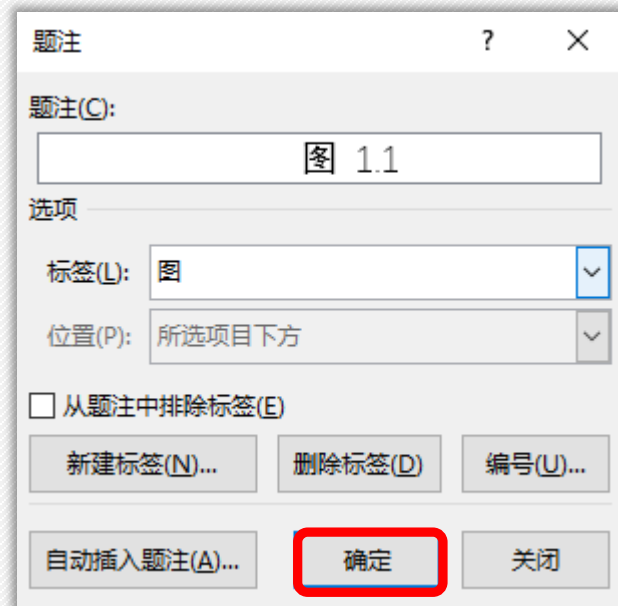 题注 ?
题注(C):
图 1.1
选项
标签(L): 图
位置(P): 所选项目下方
从题注中排除标签(E)
新建标签(N)... 删除标签(D) 编号(U)...
自动插入题注(A)... 确定 关闭